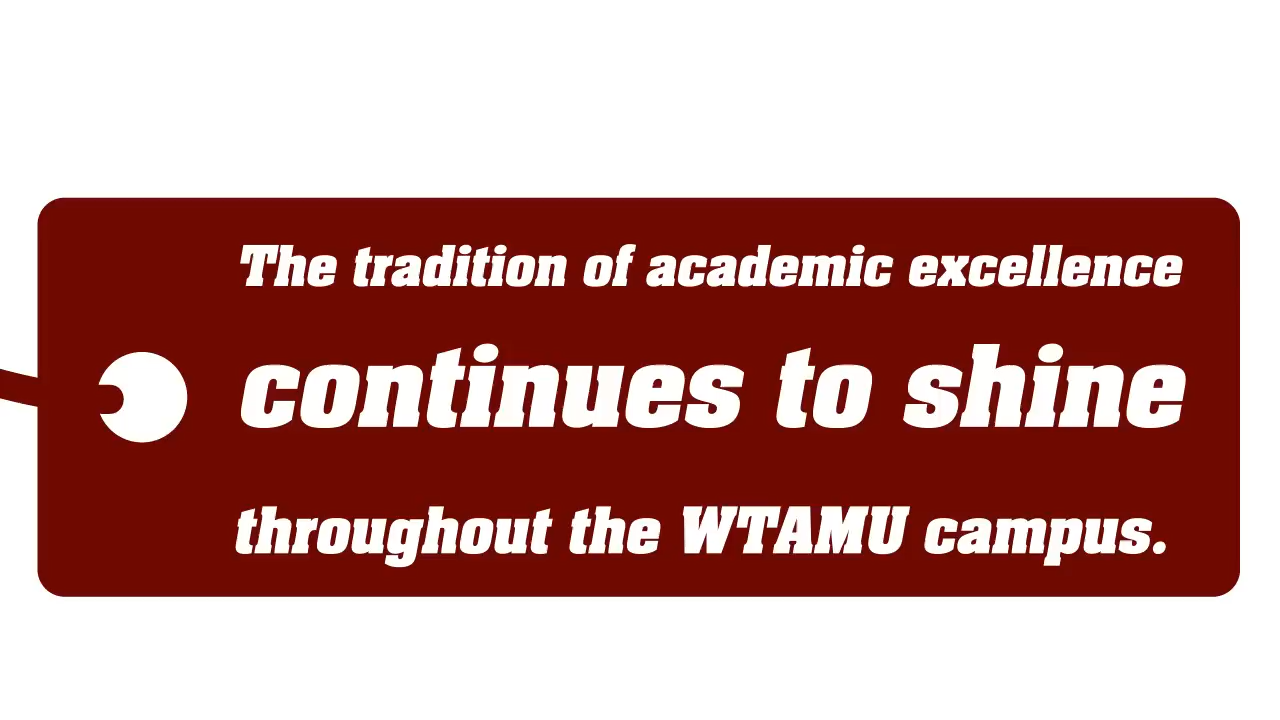 The tradition of academic excellence
continues to shine
throughout the WTAMU campus.